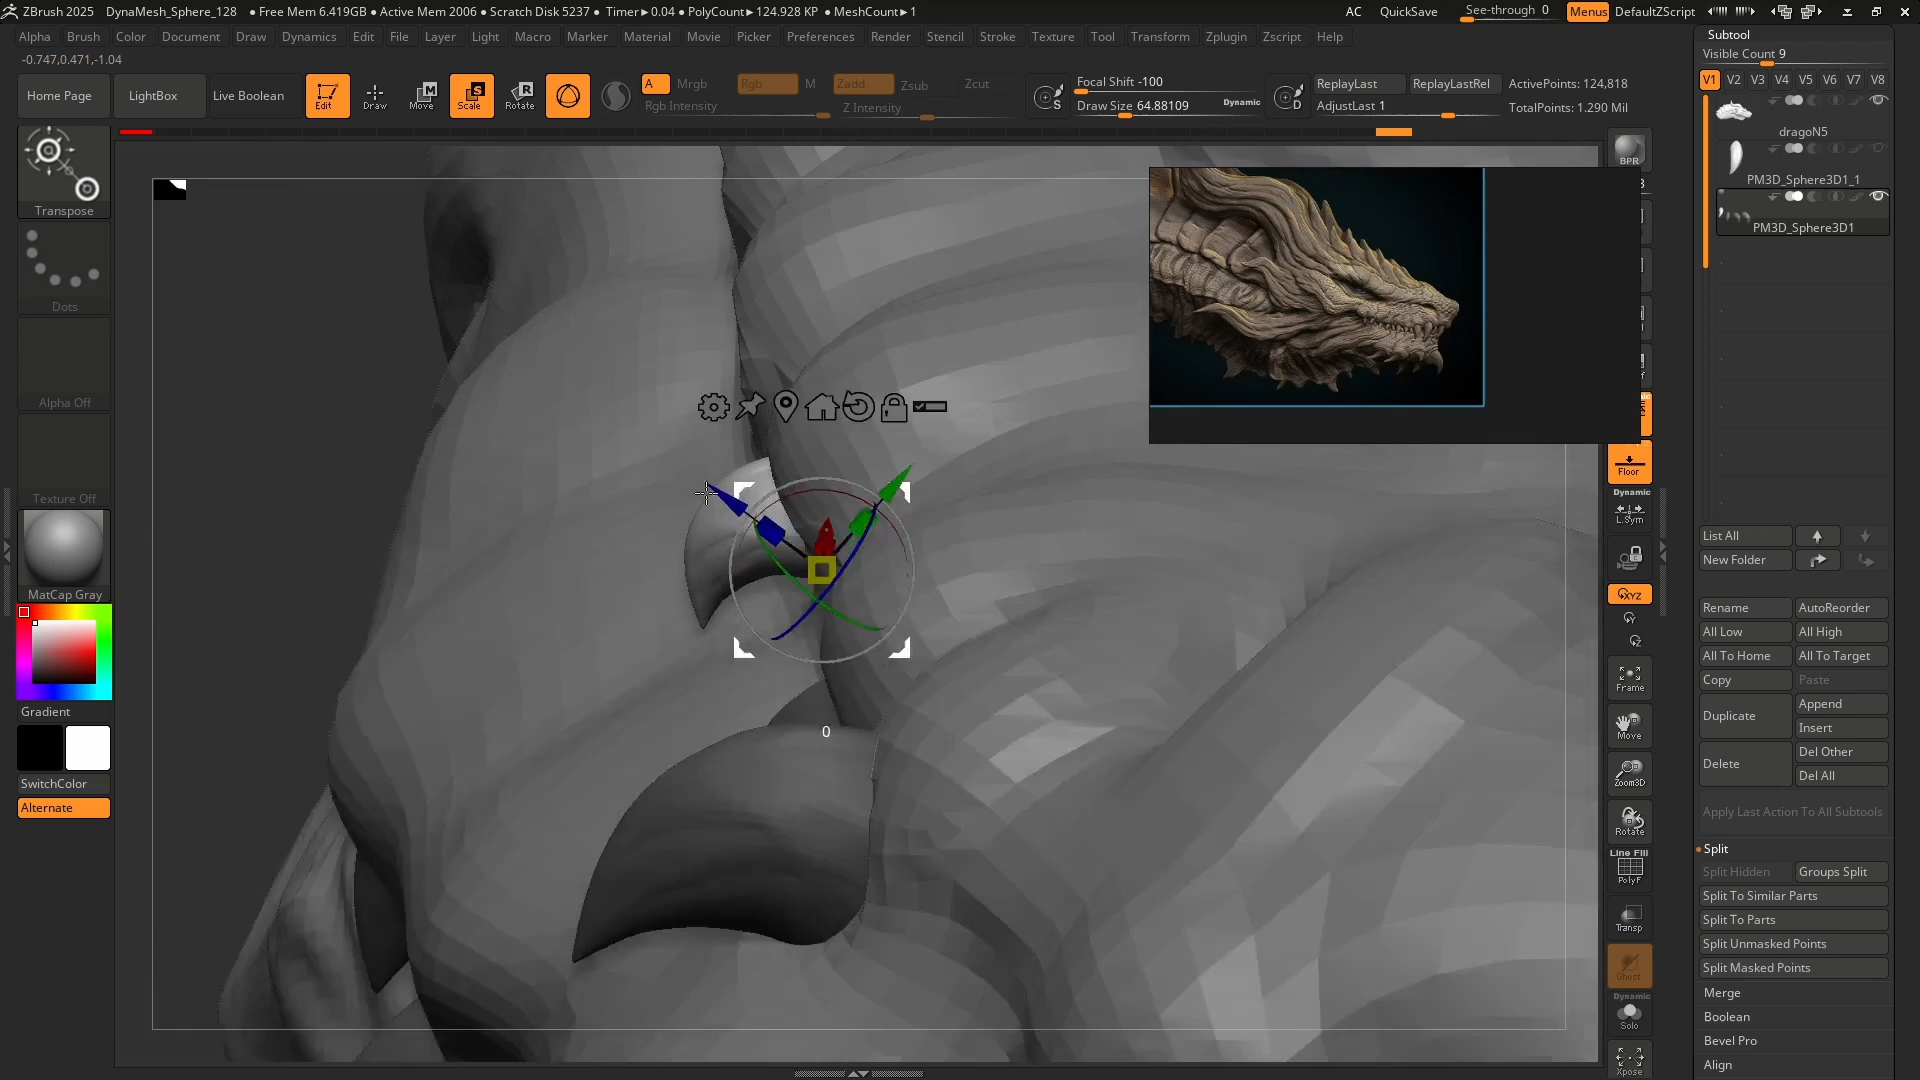 ZBrush 2025 DynaMesh_Sphere_128 ● Free Mem 6.419GB ● Active Mem 2006 ● Scratch Disk 5237 ● Timer►0.04 ● PolyCount►124.928 KP ● MeshCount►1 AC QuickSave See-through 0 Menus DefaultZScript
Alpha Brush Color Document Draw Dynamics Edit File Layer Light Macro Marker Material Movie Picker Preferences Render Stencil Stroke Texture Tool Transform Zplugin Zscript Help
-0.747,0.471,-1.04
Home Page LightBox Live Boolean Edit Draw Move Scale Rotate
M S R
A Mrgb Rgb M Zadd Zsub Zcut
Rgb Intensity Z Intensity
Focal Shift -100
Draw Size 64.88109 Dynamic
S D
ReplayLast ReplayLastRel
AdjustLast 1
ActivePoints: 124,818
TotalPoints: 1.290 Mil
Transpose
Dots
Alpha Off
Texture Off
MatCap Gray
Gradient
SwitchColor
Alternate
0
BPR
Floor
Dynamic
L.Sym
XYZ
Y
Z
Frame
Move
Zoom3D
Rotate
Line Fill
PolyF
Transp
Ghost
Dynamic
Solo
Xpose
Subtool
Visible Count 9
V1 V2 V3 V4 V5 V6 V7 V8
dragoN5
PM3D_Sphere3D1_1
PM3D_Sphere3D1
List All
New Folder
Rename AutoReorder
All Low All High
All To Home All To Target
Copy Paste
Duplicate Append
Insert
Delete Del Other
Del All
Apply Last Action To All Subtools
Split
Split Hidden Groups Split
Split To Similar Parts
Split To Parts
Split Unmasked Points
Split Masked Points
Merge
Boolean
Bevel Pro
Align